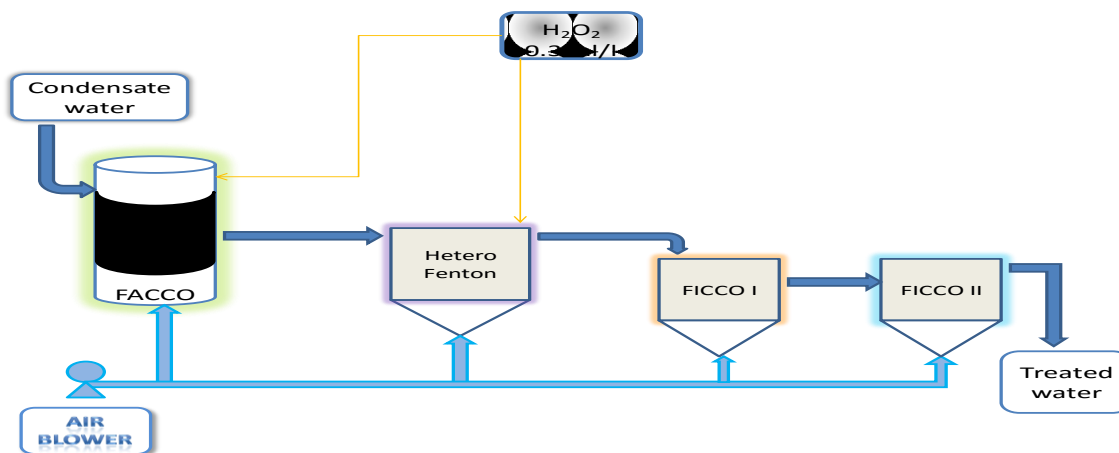 H₂O₂
Condensate
water
Hetero
Fenton
FACCO
FICCO I
FICCO II
Treated
water
AIR
BLOWER